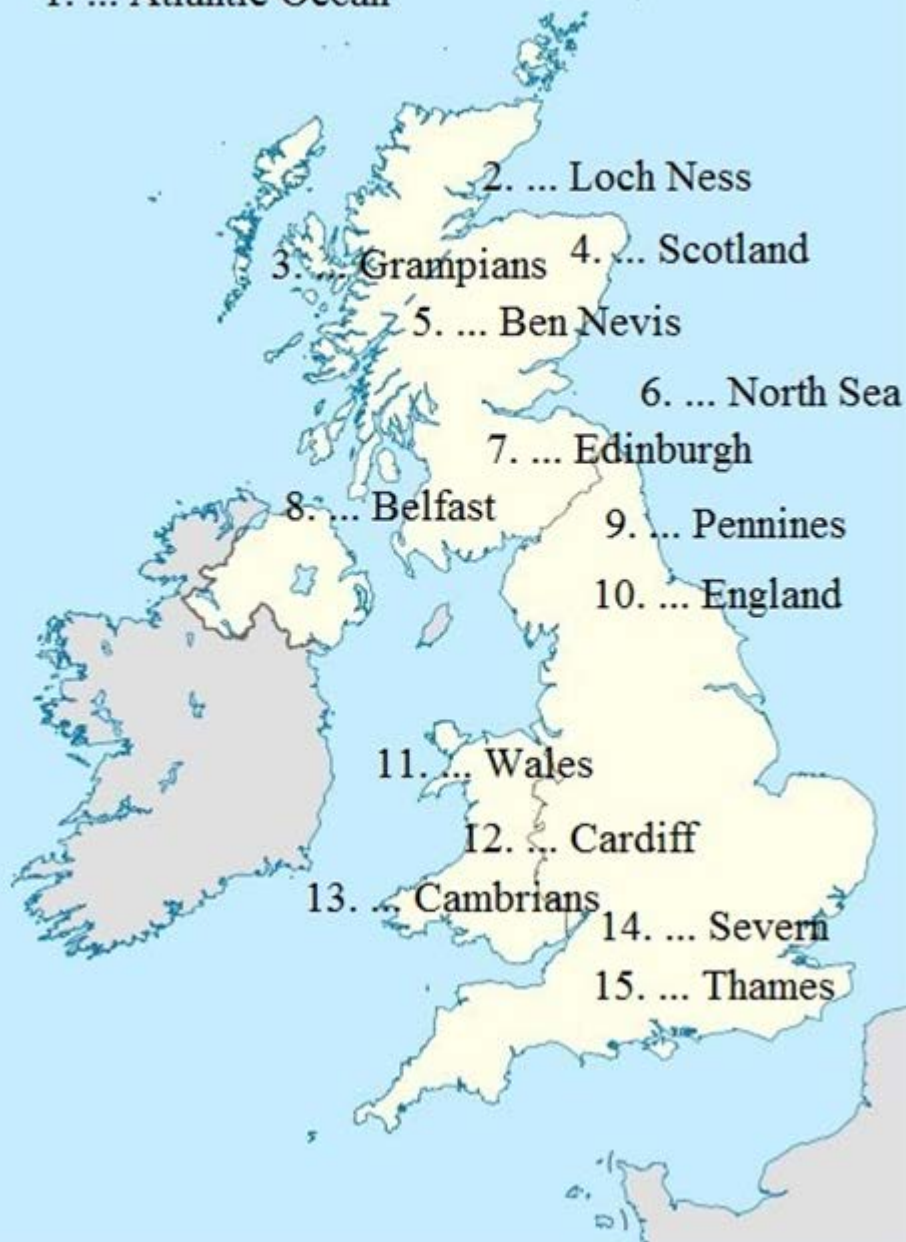 1. ... Atlantic Ocean
2. ... Loch Ness
3. ... Grampians
4. ... Scotland
5. ... Ben Nevis
6. ... North Sea
7. ... Edinburgh
8. ... Belfast
9. ... Pennines
10. ... England
11. ... Wales
12. ... Cardiff
13. ... Cambrians
14. ... Severn
15. ... Thames